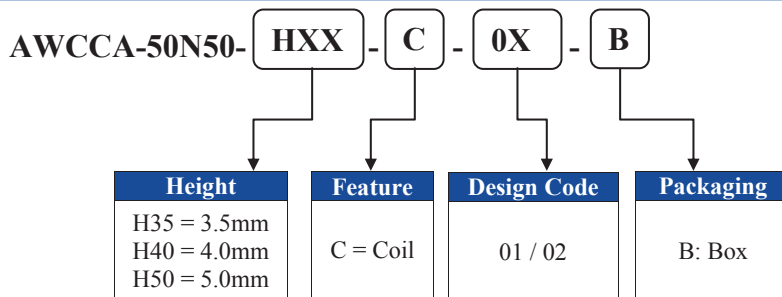 AWCCA-50N50- HXX - C - 0X - B
Height
H35 = 3.5mm
H40 = 4.0mm
H50 = 5.0mm
Feature
C = Coil
Design Code
01 / 02
Packaging
B: Box